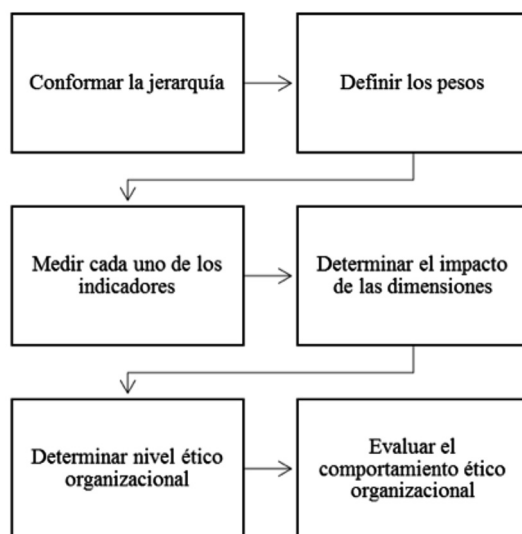 Conformar la jerarquía
Definir los pesos
Medir cada uno de los
indicadores
Determinar el impacto
de las dimensiones
Determinar nivel ético
organizacional
Evaluar el
comportamiento ético
organizacional